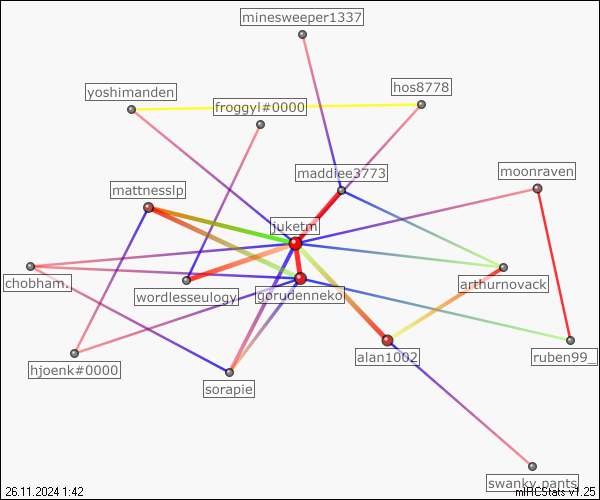 minesweeper1337
yoshimanden
hos8778
froggyl#0000
maddiee3773
moonraven
mattnesslp
juketm
chobham.
wordlesseulogy
gorudenneko
arthurnovack
alan1002
ruben99_
hjoenk#0000
sorapie
swanky.pants
26.11.2024 1:42
mIHCStats v1.25